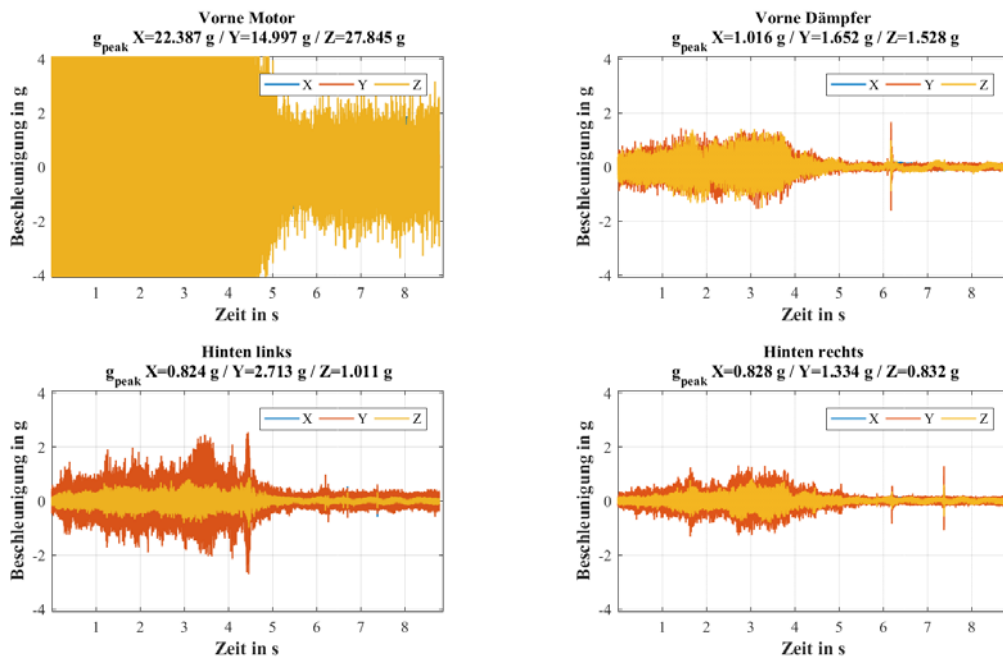 Vorne Motor
g_peak X=22.387 g / Y=14.997 g / Z=27.845 g
4
2
0
-2
-4
Beschleunigung in g
X Y Z
1 2 3 4 5 6 7 8
Zeit in s
Vorne Dämpfer
g_peak X=1.016 g / Y=1.652 g / Z=1.528 g
4
2
0
-2
-4
Beschleunigung in g
X Y Z
1 2 3 4 5 6 7 8
Zeit in s
Hinten links
g_peak X=0.824 g / Y=2.713 g / Z=1.011 g
4
2
0
-2
-4
Beschleunigung in g
X Y Z
1 2 3 4 5 6 7 8
Zeit in s
Hinten rechts
g_peak X=0.828 g / Y=1.334 g / Z=0.832 g
4
2
0
-2
-4
Beschleunigung in g
X Y Z
1 2 3 4 5 6 7 8
Zeit in s